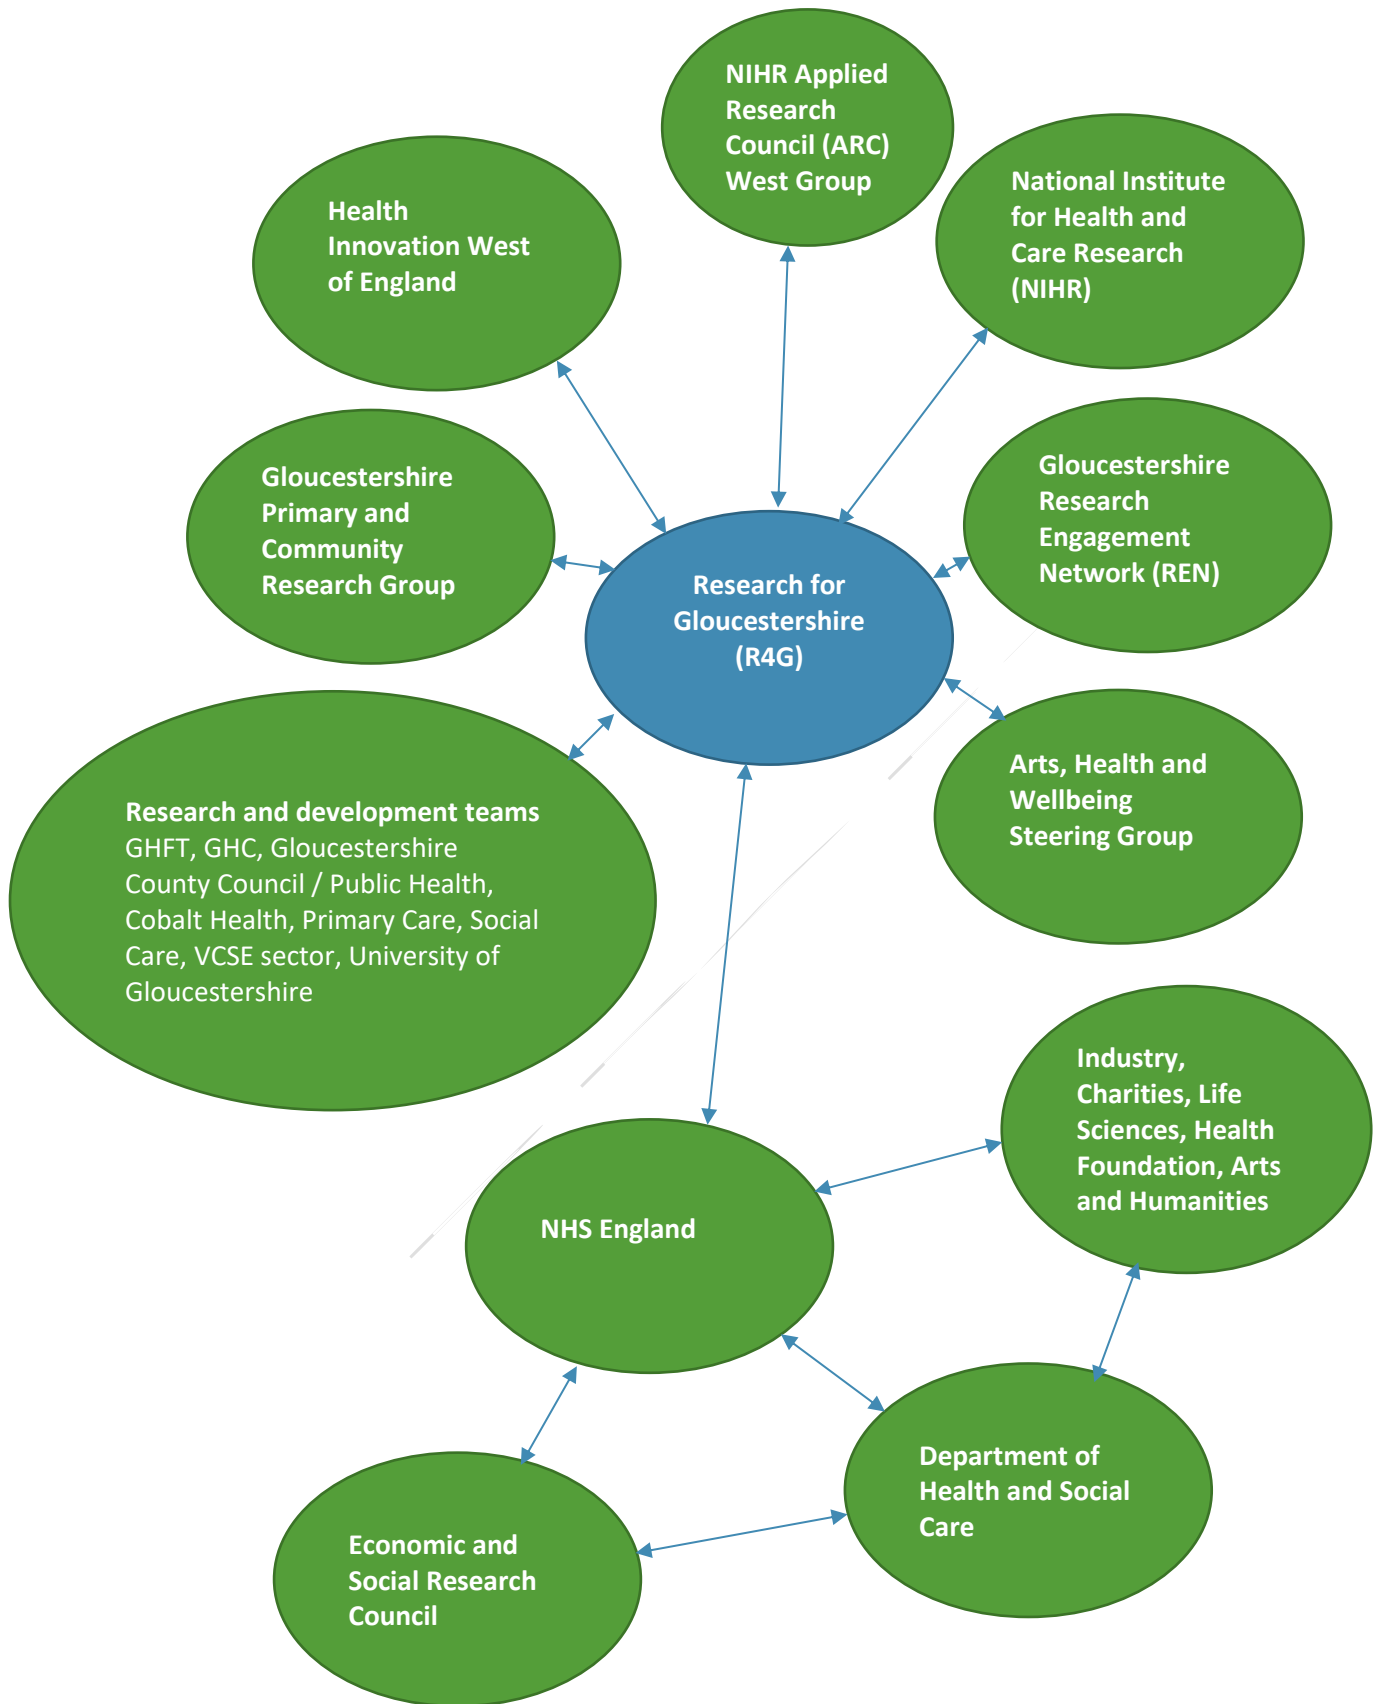 NIHR Applied
Research
Council (ARC)
West Group
National Institute
for Health and
Care Research
(NIHR)
Health
Innovation West
of England
Gloucestershire
Primary and
Community
Research Group
Gloucestershire
Research
Engagement
Network (REN)
Research for
Gloucestershire
(R4G)
Arts, Health and
Wellbeing
Steering Group
Research and development teams
GHFT, GHC, Gloucestershire
County Council / Public Health,
Cobalt Health, Primary Care, Social
Care, VCSE sector, University of
Gloucestershire
Industry,
Charities, Life
Sciences, Health
Foundation, Arts
and Humanities
NHS England
Department of
Health and Social
Care
Economic and
Social Research
Council